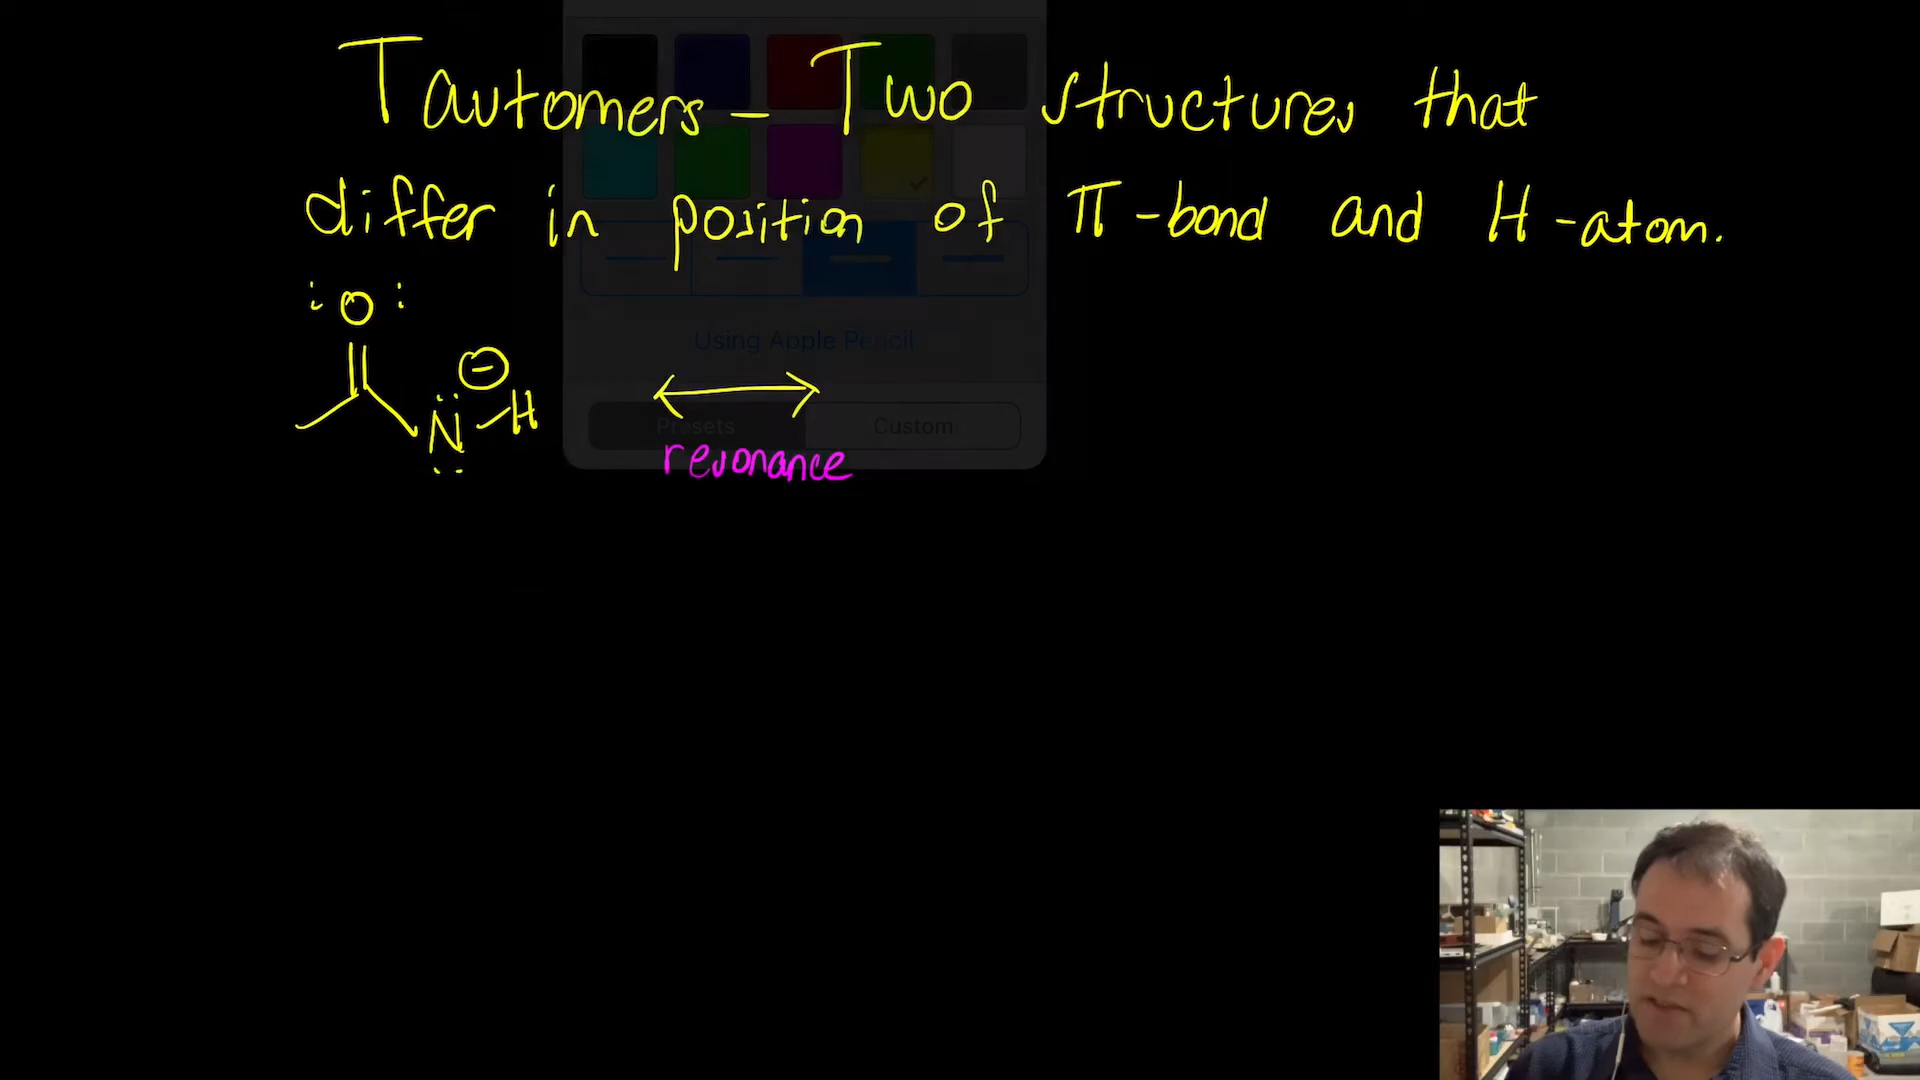 Tautomers - Two structures that
differ in position of π-bond and H-atom.
:O:
N̈ ⊖ H
Using Apple Pencil
Presets Custom
resonance